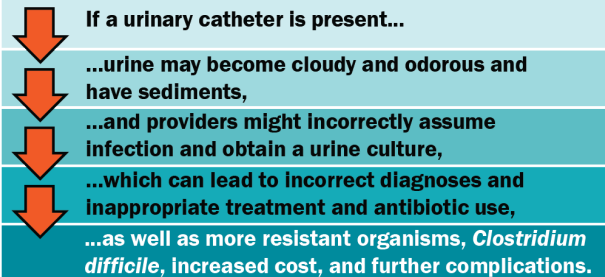 If a urinary catheter is present...
...urine may become cloudy and odorous and
have sediments,
...and providers might incorrectly assume
infection and obtain a urine culture,
...which can lead to incorrect diagnoses and
inappropriate treatment and antibiotic use,
...as well as more resistant organisms, Clostridium
difficile, increased cost, and further complications.